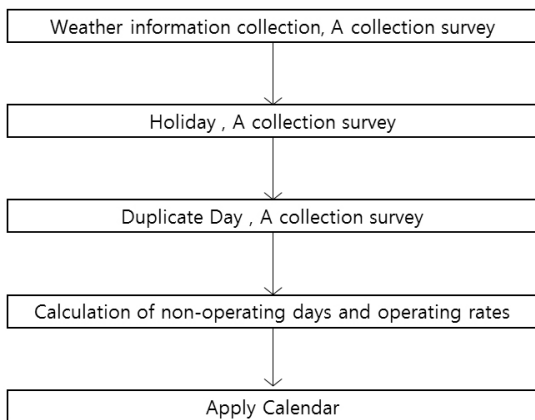 Weather information collection, A collection survey
Holiday , A collection survey
Duplicate Day , A collection survey
Calculation of non-operating days and operating rates
Apply Calendar